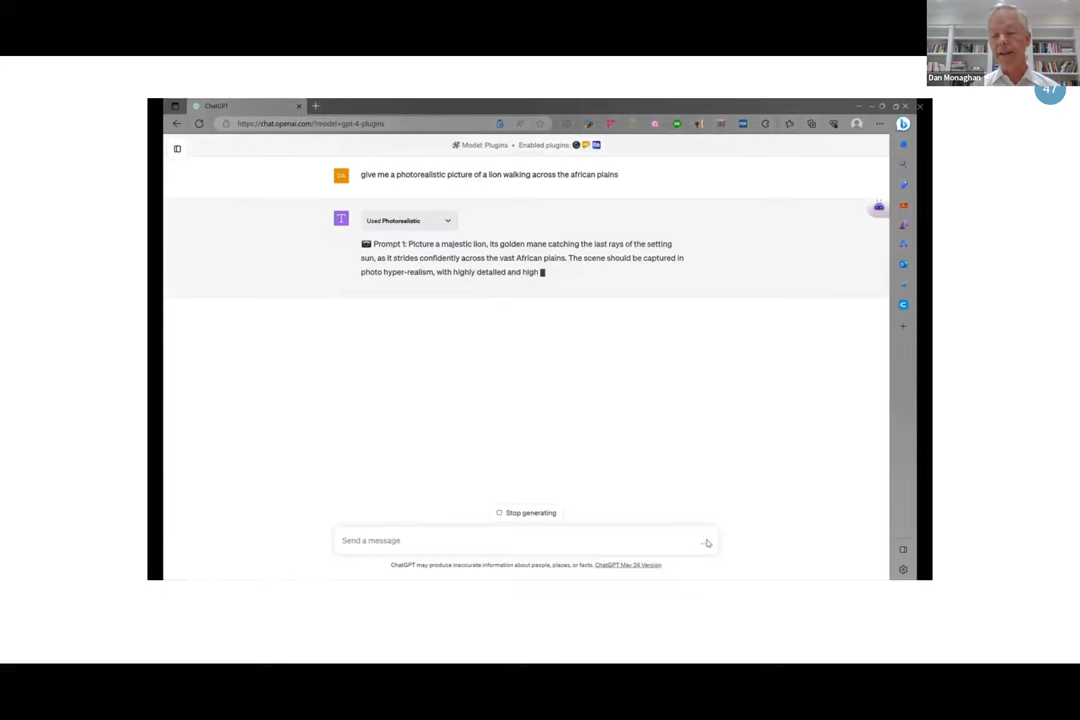 Dan Monaghan
47
ChatGPT
https://chat.openai.com/?model=gpt-4-plugins
Model: Plugins • Enabled plugins:
DA
give me a photorealistic picture of a lion walking across the african plains
Used Photorealistic
Prompt 1: Picture a majestic lion, its golden mane catching the last rays of the setting
sun, as it strides confidently across the vast African plains. The scene should be captured in
photo hyper-realism, with highly detailed and high
Stop generating
Send a message
ChatGPT may produce inaccurate information about people, places, or facts. ChatGPT May 24 Version